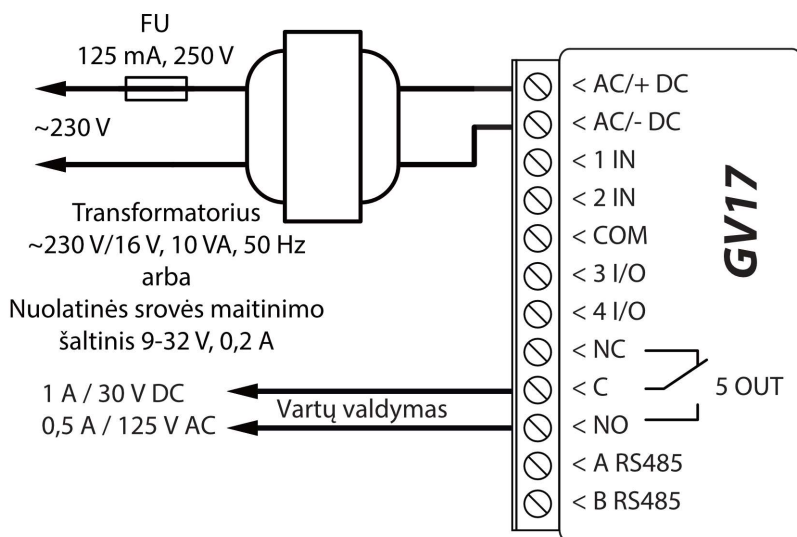 FU
125 mA, 250 V
~230 V
Transformatorius
~230 V/16 V, 10 VA, 50 Hz
arba
Nuolatinės srovės maitinimo
šaltinis 9-32 V, 0,2 A
1 A / 30 V DC
0,5 A / 125 V AC
Vartų valdymas
< AC/+ DC
< AC/- DC
< 1 IN
< 2 IN
< COM
< 3 I/O
< 4 I/O
< NC
< C
< NO
< A RS485
< B RS485
5 OUT
GV17